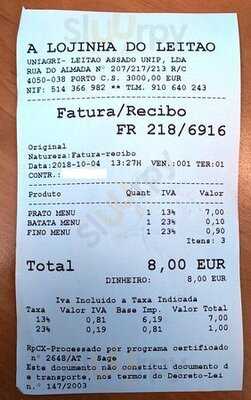 A LOJINHA DO LEITAO
UNIAGRI- LEITAO ASSADO UNIP, LDA
RUA DO ALMADA Nº 207/217/213 R/C
4050-038 PORTO C.S. 3000,00 EUR
NIF: 514 366 982 ** TLM. 910 640 243
Fatura/Recibo
FR 218/6916
Original
Natureza:Fatura-recibo
Data:2018-10-04 13:27H VEN.:001 TER:01
CONTR.:
Produto Quant IVA Valor
PRATO MENU 1 13% 7,00
BATATA MENU 1 23% 0,10
FINO MENU 1 23% 0,90
Itens: 3
Total 8,00 EUR
DINHEIRO: 8,00 EUR
Iva Incluido a Taxa Indicada
Taxa Valor IVA Base Imp. Valor Total
13% 0,81 6,19 7,00
23% 0,19 0,81 1,00
RpCX-Processado por programa certificado
nº 2648/AT - Sage
Este documento não constitui documento d
e transporte, nos termos do Decreto-Lei
n.º 147/2003